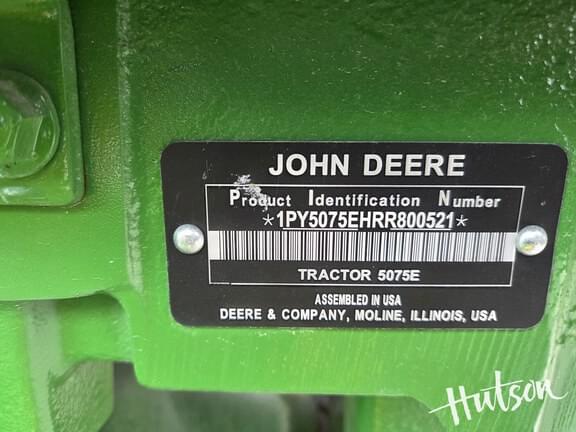 JOHN DEERE
Product Identification Number
*1PY5075EHRR800521*
TRACTOR 5075E
ASSEMBLED IN USA
DEERE & COMPANY, MOLINE, ILLINOIS, USA
Hutson